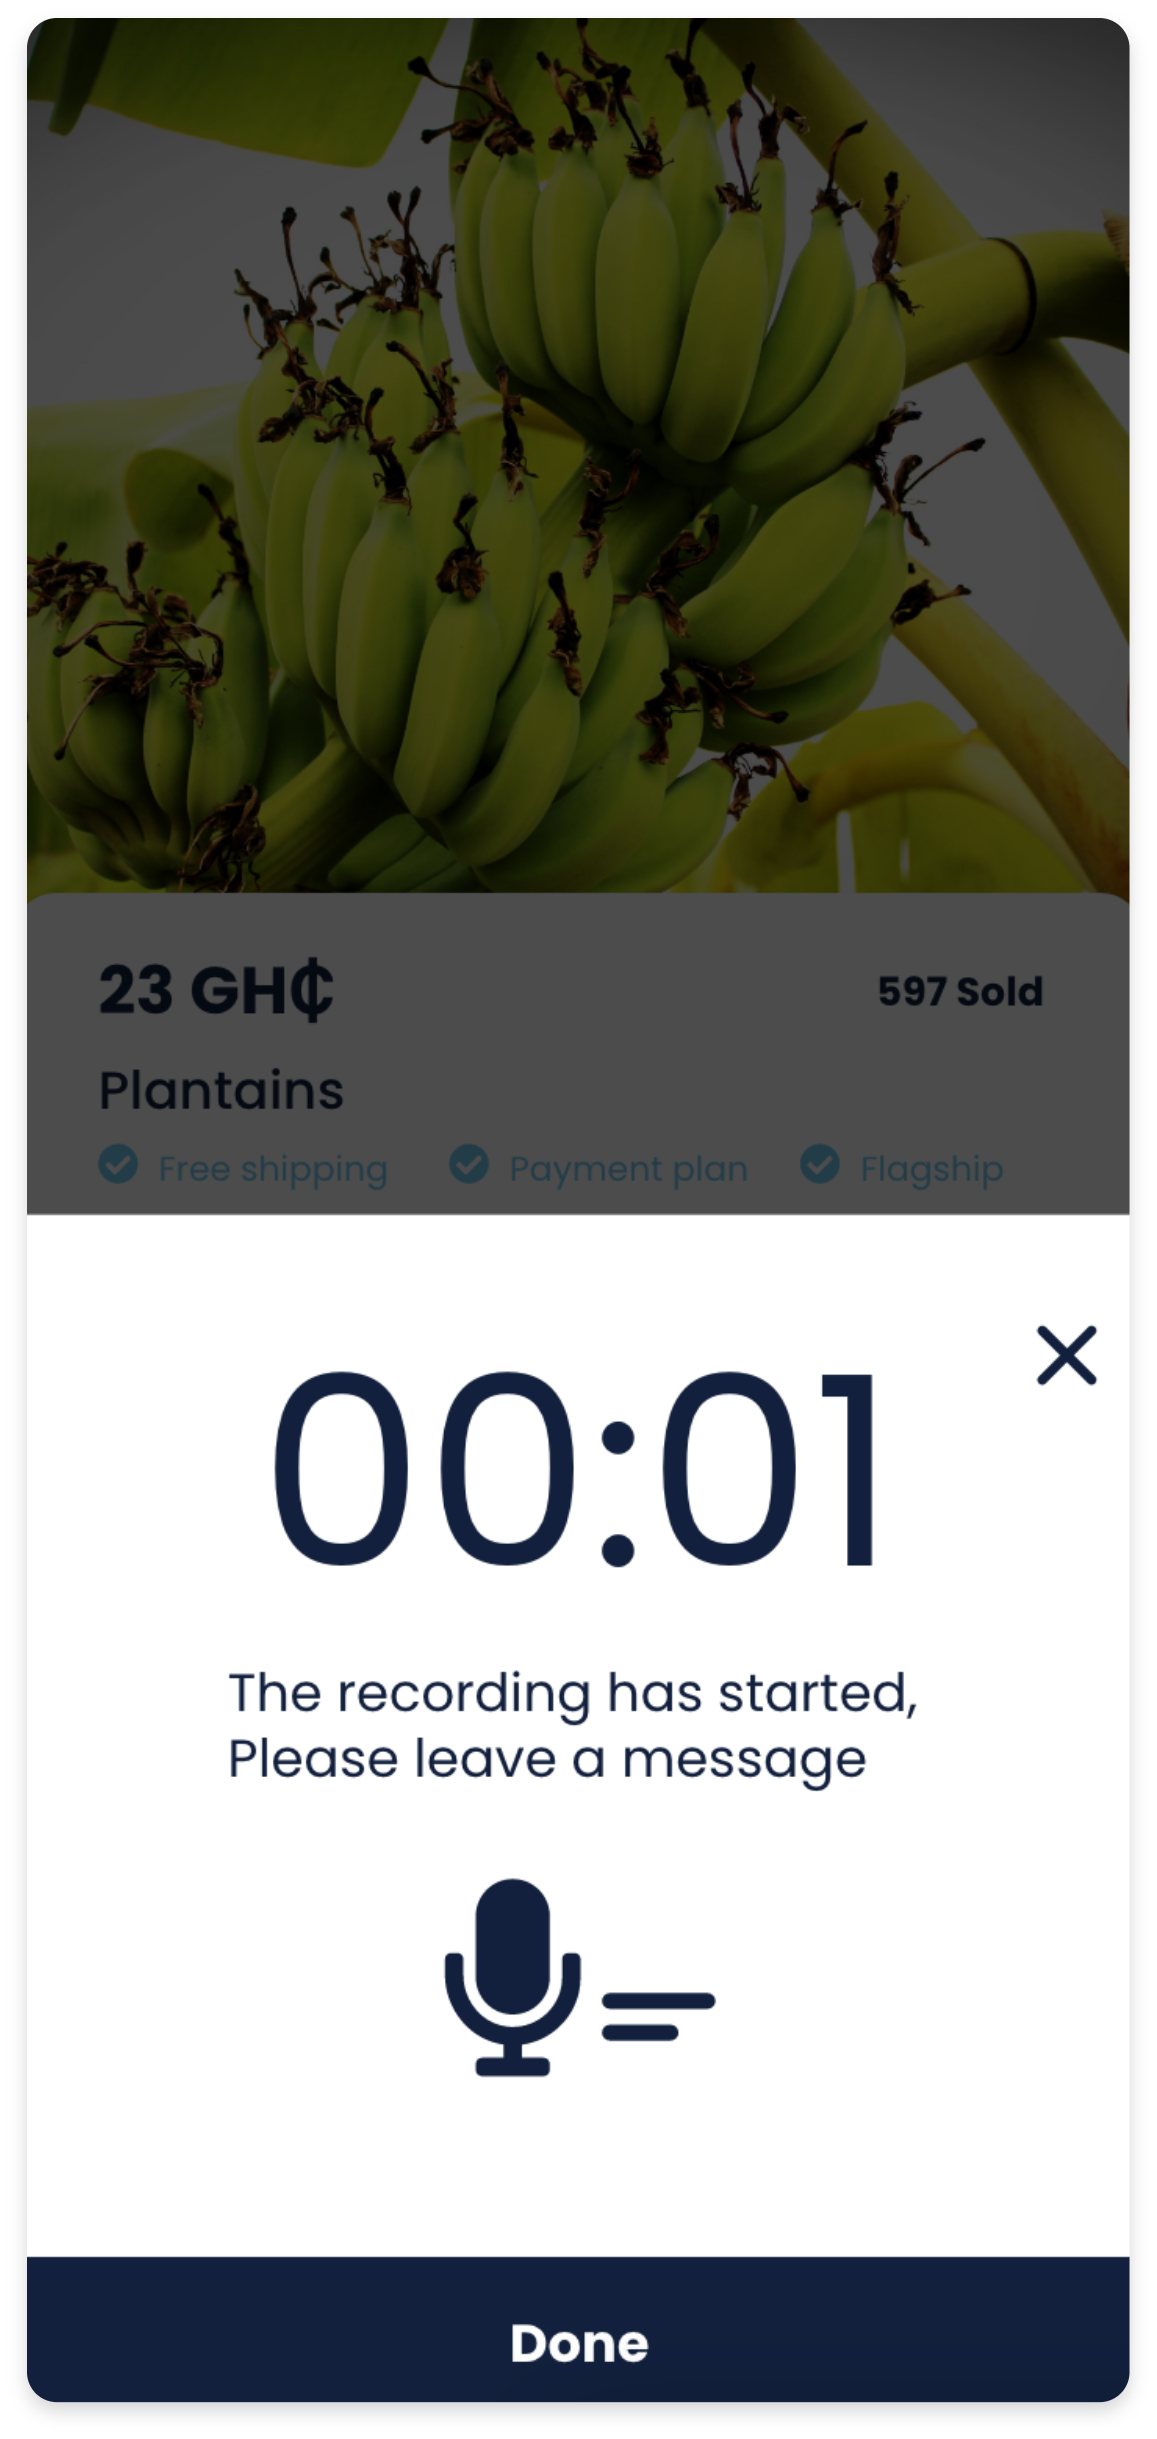 23 GH₵
597 Sold
Plantains
Free shipping
Payment plan
Flagship
00:01
The recording has started,
Please leave a message
Done